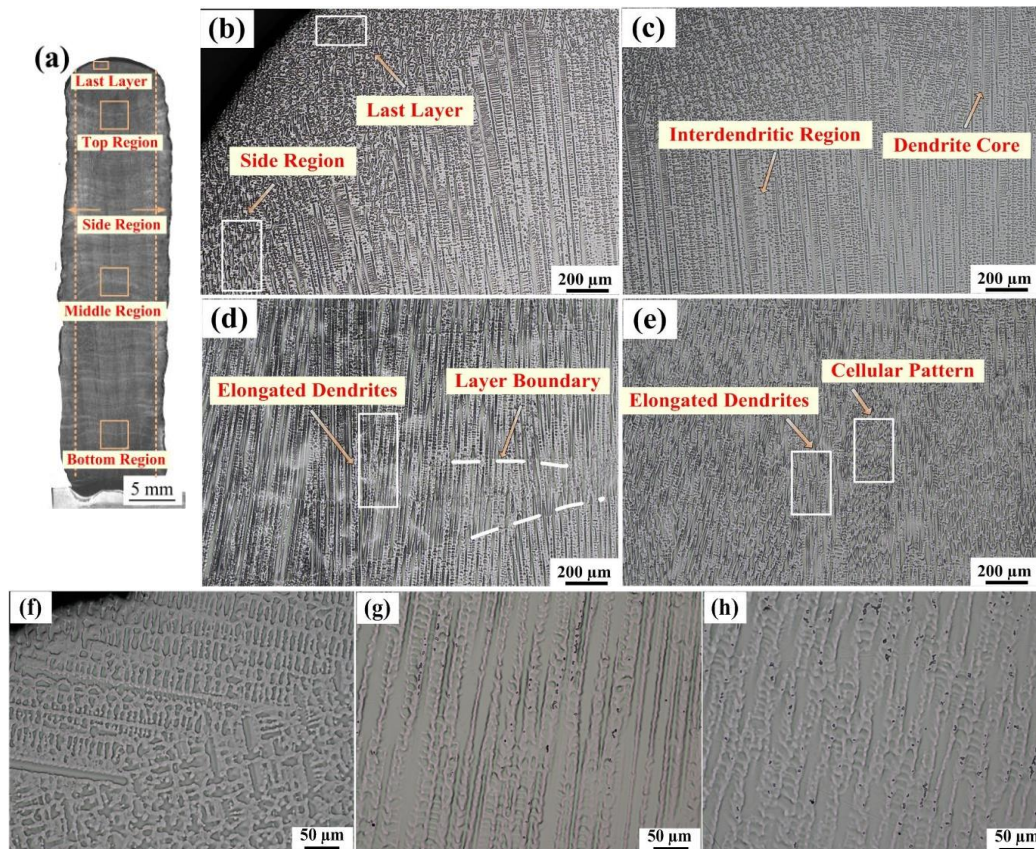 (a)
Last Layer
Top Region
Side Region
Middle Region
Bottom Region
5 mm
(b)
Last Layer
Side Region
200 μm
(c)
Interdendritic Region
Dendrite Core
200 μm
(d)
Elongated Dendrites
Layer Boundary
200 μm
(e)
Cellular Pattern
Elongated Dendrites
200 μm
(f)
50 μm
(g)
50 μm
(h)
50 μm